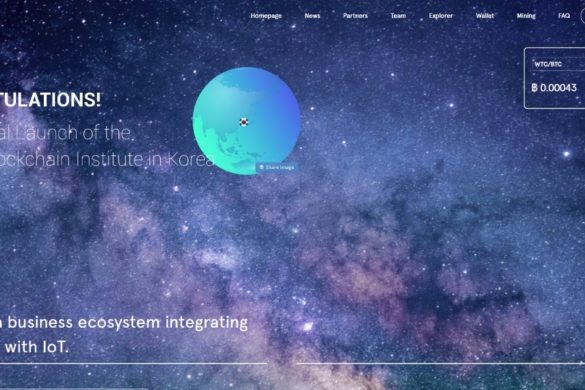 Homepage News Partners Team Explorer Wallet Mining FAQ
WTC/BTC
฿ 0.00043
TULATIONS!
al Launch of the
ockchain Institute in Korea
Share Image
business ecosystem integrating
with IoT.